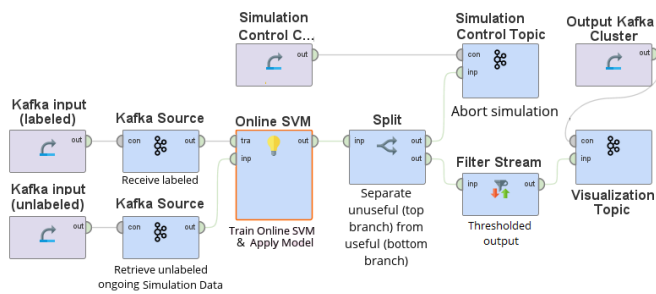 Simulation
Control C...
out
Simulation
Control Topic
con
inp
Abort simulation
Output Kafka
Cluster
out
Kafka input
(labeled)
out
Kafka Source
con
out
Receive labeled
Online SVM
tra
out
inp
Train Online SVM
& Apply Model
Split
inp
out
out
Separate
unuseful (top
branch) from
useful (bottom
branch)
Filter Stream
inp
out
Thresholded
output
con
inp
Visualization
Topic
Kafka input
(unlabeled)
out
Kafka Source
con
out
Retrieve unlabeled
ongoing Simulation Data